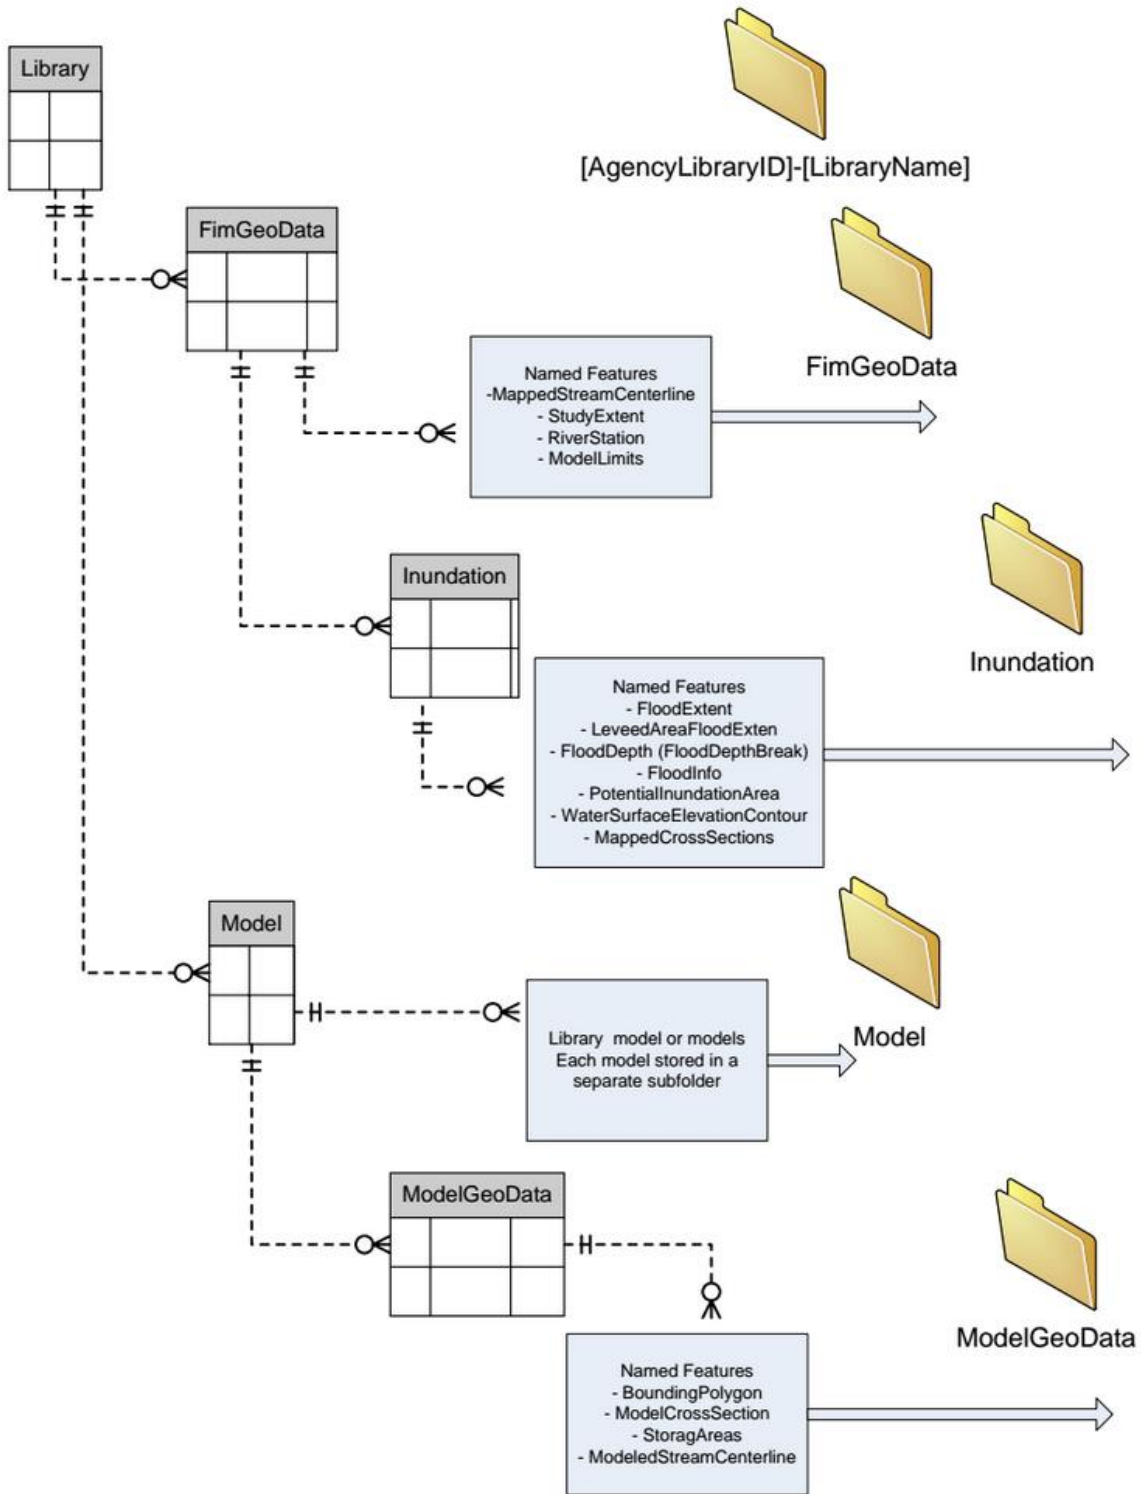 Library
[AgencyLibraryID]-[LibraryName]
FimGeoData
FimGeoData
Named Features
-MappedStreamCenterline
- StudyExtent
- RiverStation
- ModelLimits
Inundation
Inundation
Named Features
- FloodExtent
- LeveedAreaFloodExten
- FloodDepth (FloodDepthBreak)
- FloodInfo
- PotentialInundationArea
- WaterSurfaceElevationContour
- MappedCrossSections
Model
Model
Library model or models
Each model stored in a
separate subfolder
ModelGeoData
ModelGeoData
Named Features
- BoundingPolygon
- ModelCrossSection
- StoragAreas
- ModeledStreamCenterline